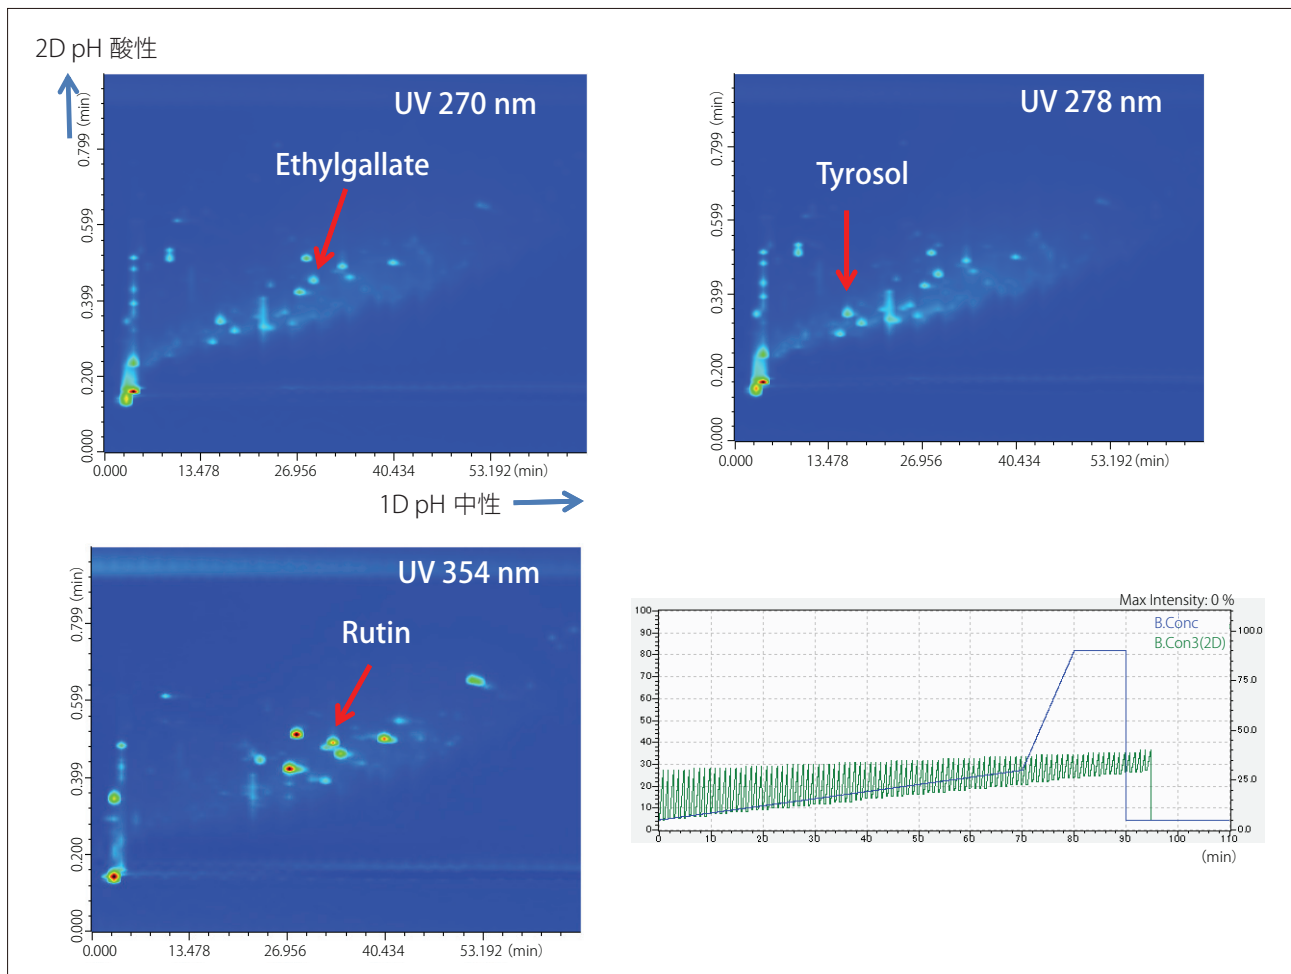 2D pH 酸性
UV 270 nm
Ethylgallate
(min)
0.799
0.599
0.399
0.200
0.000
0.000 13.478 26.956 40.434 53.192 (min)
UV 278 nm
Tyrosol
(min)
0.799
0.599
0.399
0.200
0.000
0.000 13.478 26.956 40.434 53.192 (min)
1D pH 中性
UV 354 nm
Rutin
(min)
0.799
0.599
0.399
0.200
0.000
0.000 13.478 26.956 40.434 53.192 (min)
Max Intensity: 0 %
B.Conc
B.Con3(2D)
100
90
80
70
60
50
40
30
20
10
0
100.0
75.0
50.0
25.0
0.0
0 10 20 30 40 50 60 70 80 90 100 110
(min)